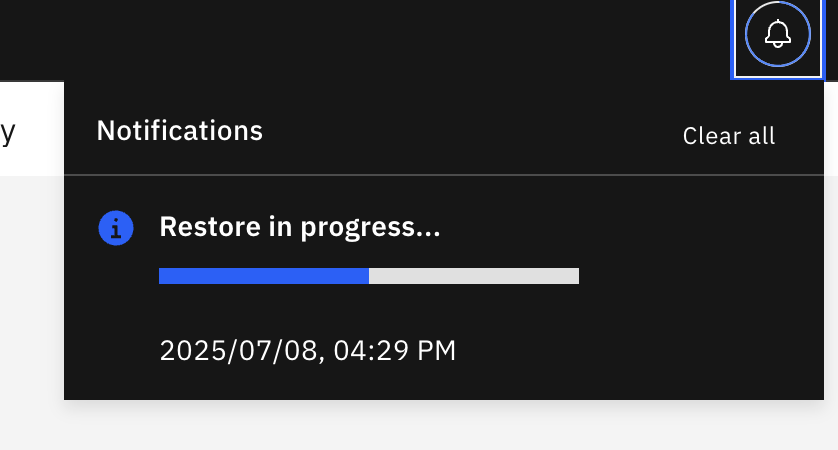 y
Notifications
Clear all
Restore in progress...
2025/07/08, 04:29 PM